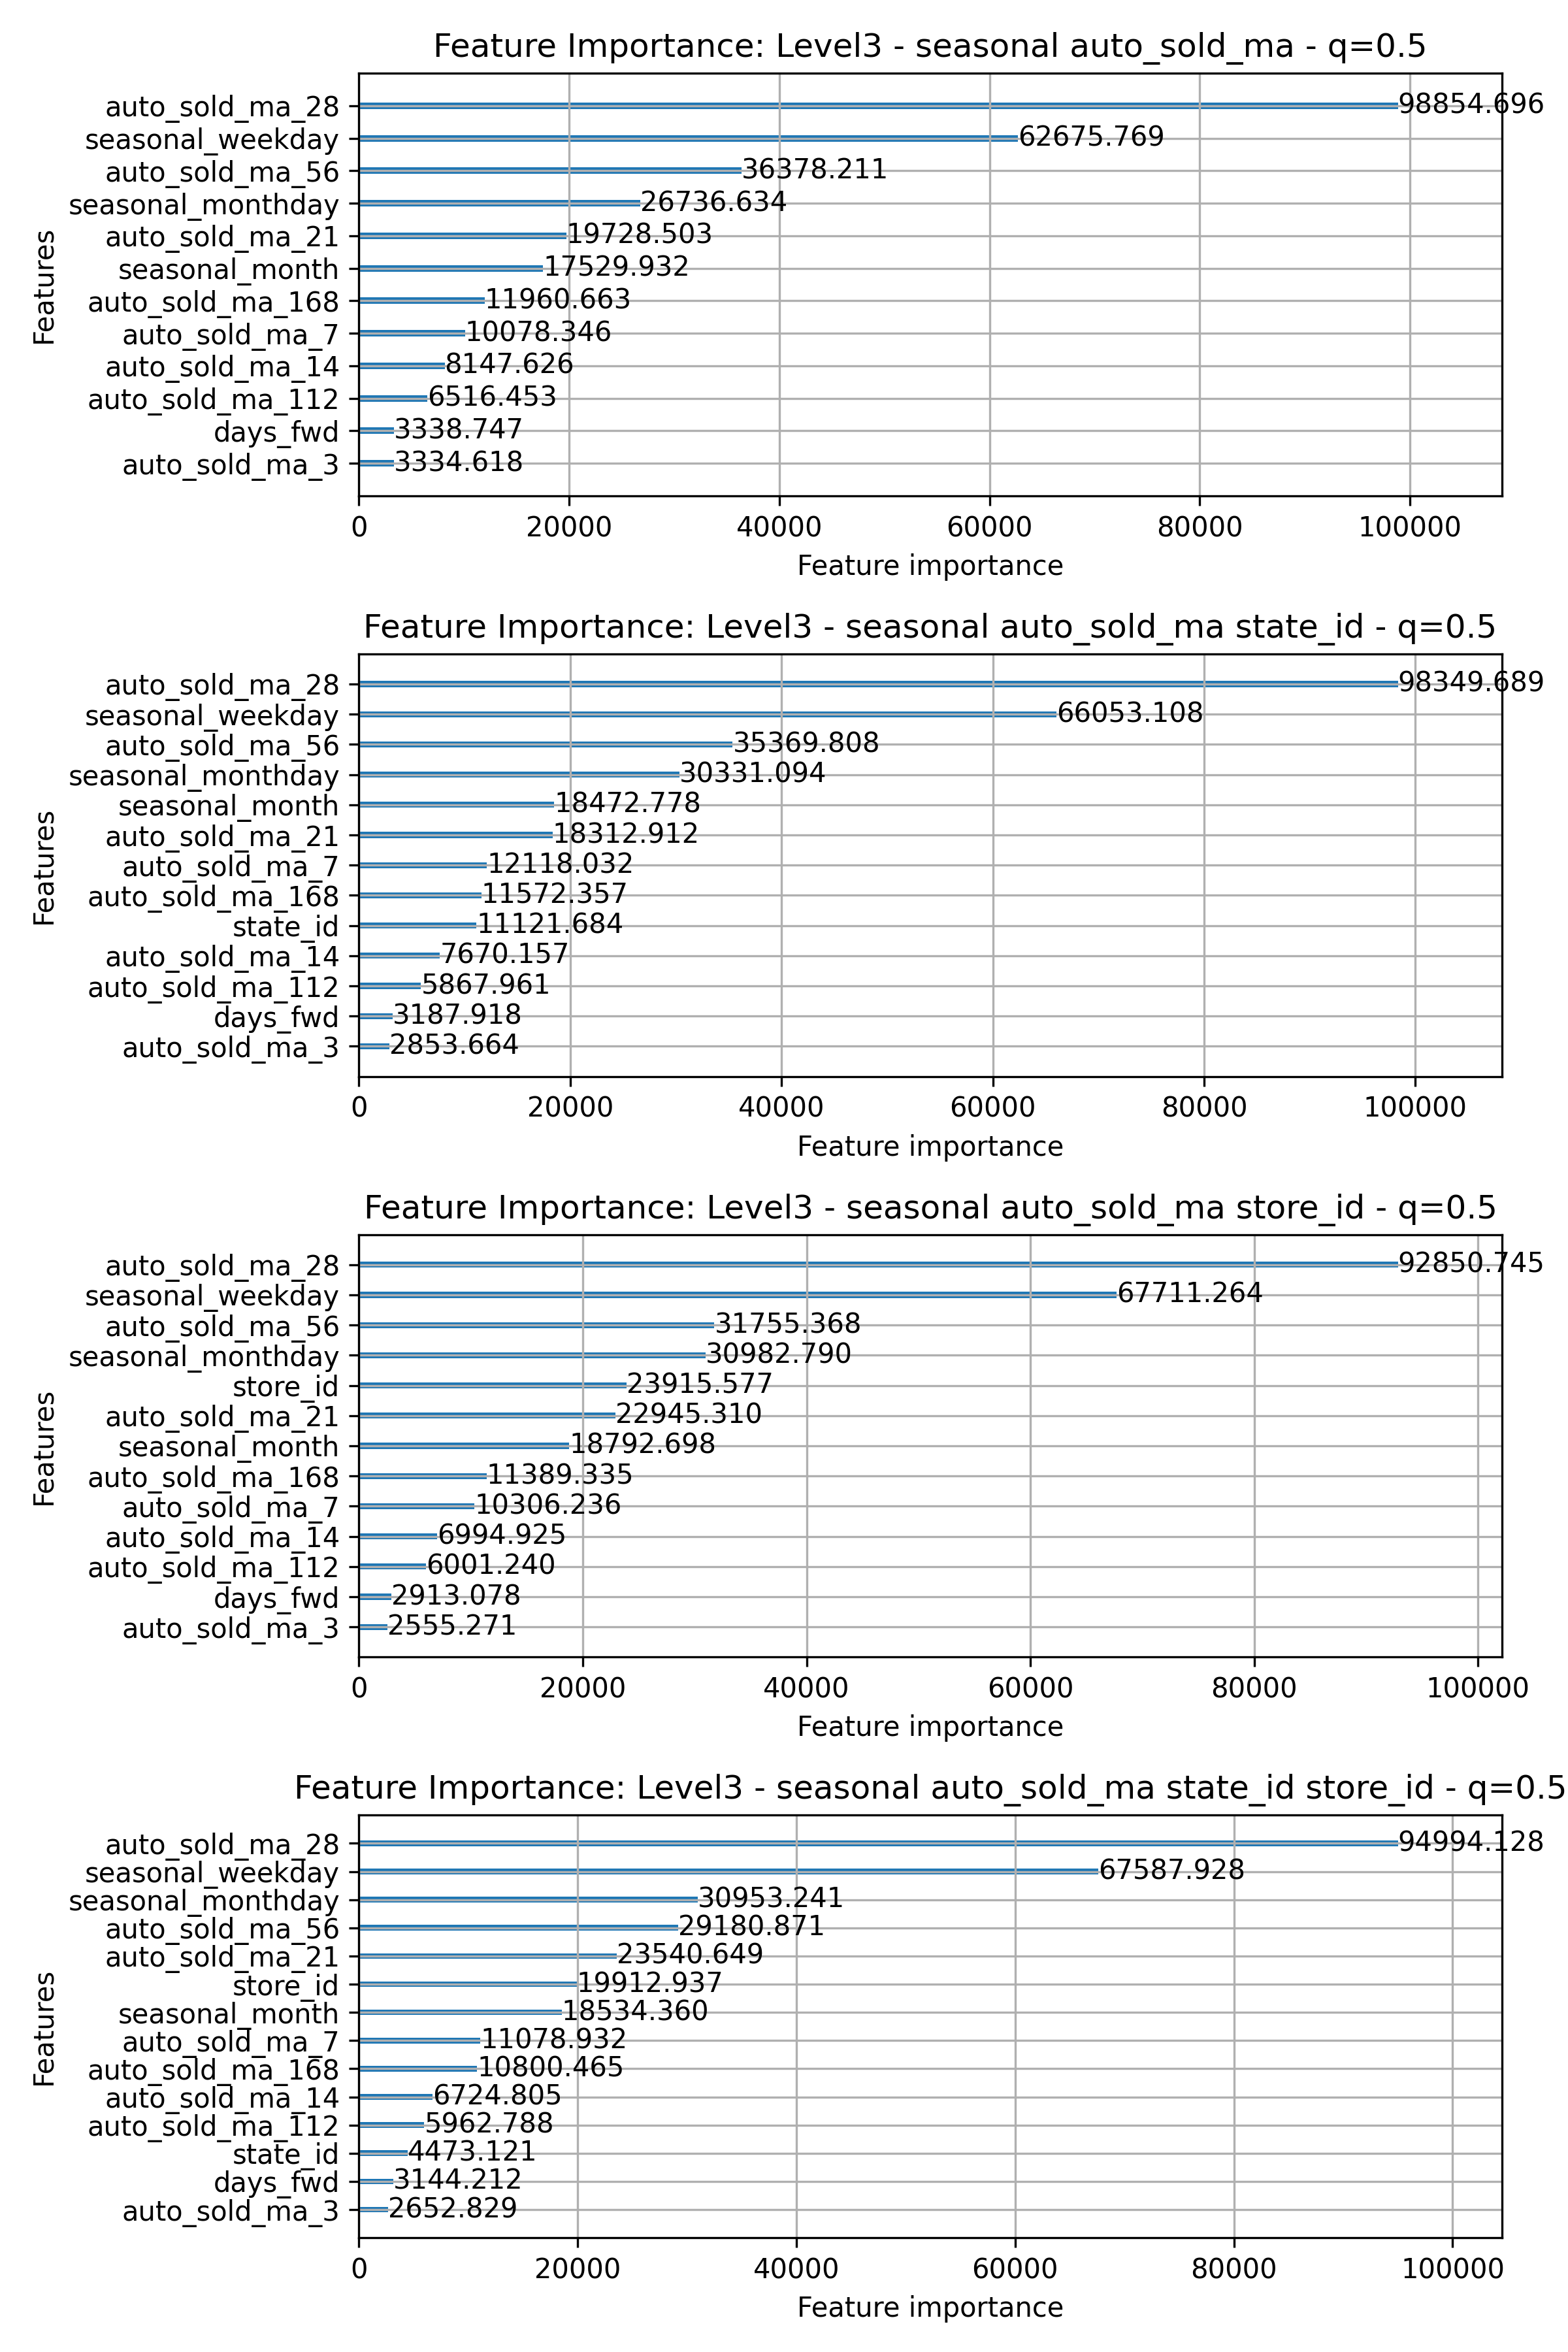 Feature Importance: Level3 - seasonal auto_sold_ma - q=0.5
auto_sold_ma_28 98854.696
seasonal_weekday 62675.769
auto_sold_ma_56 36378.211
seasonal_monthday 26736.634
auto_sold_ma_21 19728.503
seasonal_month 17529.932
auto_sold_ma_168 11960.663
auto_sold_ma_7 10078.346
auto_sold_ma_14 8147.626
auto_sold_ma_112 6516.453
days_fwd 3338.747
auto_sold_ma_3 3334.618
Features
0 20000 40000 60000 80000 100000
Feature importance
Feature Importance: Level3 - seasonal auto_sold_ma state_id - q=0.5
auto_sold_ma_28 98349.689
seasonal_weekday 66053.108
auto_sold_ma_56 35369.808
seasonal_monthday 30331.094
seasonal_month 18472.778
auto_sold_ma_21 18312.912
auto_sold_ma_7 12118.032
auto_sold_ma_168 11572.357
state_id 11121.684
auto_sold_ma_14 7670.157
auto_sold_ma_112 5867.961
days_fwd 3187.918
auto_sold_ma_3 2853.664
Features
0 20000 40000 60000 80000 100000
Feature importance
Feature Importance: Level3 - seasonal auto_sold_ma store_id - q=0.5
auto_sold_ma_28 92850.745
seasonal_weekday 67711.264
auto_sold_ma_56 31755.368
seasonal_monthday 30982.790
store_id 23915.577
auto_sold_ma_21 22945.310
seasonal_month 18792.698
auto_sold_ma_168 11389.335
auto_sold_ma_7 10306.236
auto_sold_ma_14 6994.925
auto_sold_ma_112 6001.240
days_fwd 2913.078
auto_sold_ma_3 2555.271
Features
0 20000 40000 60000 80000 100000
Feature importance
Feature Importance: Level3 - seasonal auto_sold_ma state_id store_id - q=0.5
auto_sold_ma_28 94994.128
seasonal_weekday 67587.928
seasonal_monthday 30953.241
auto_sold_ma_56 29180.871
auto_sold_ma_21 23540.649
store_id 19912.937
seasonal_month 18534.360
auto_sold_ma_7 11078.932
auto_sold_ma_168 10800.465
auto_sold_ma_14 6724.805
auto_sold_ma_112 5962.788
state_id 4473.121
days_fwd 3144.212
auto_sold_ma_3 2652.829
Features
0 20000 40000 60000 80000 100000
Feature importance